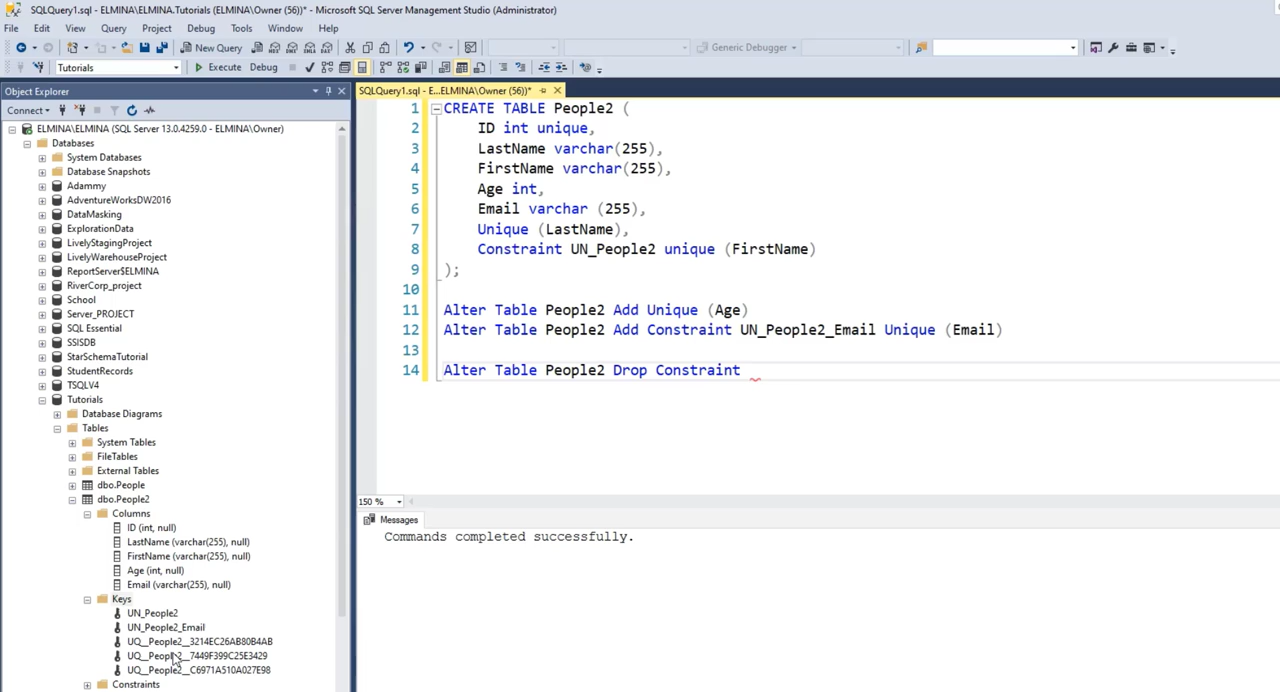 SQLQuery1.sql - ELMINA\ELMINA.Tutorials (ELMINA\Owner (56))* - Microsoft SQL Server Management Studio (Administrator)
File Edit View Query Project Debug Tools Window Help
New Query Generic Debugger
Tutorials Execute Debug
Object Explorer
Connect
ELMINA\ELMINA (SQL Server 13.0.4259.0 - ELMINA\Owner)
Databases
System Databases
Database Snapshots
Adammy
AdventureWorksDW2016
DataMasking
ExplorationData
LivelyStagingProject
LivelyWarehouseProject
ReportServer$ELMINA
RiverCorp_project
School
Server_PROJECT
SQL Essential
SSISDB
StarSchemaTutorial
StudentRecords
TSQLV4
Tutorials
Database Diagrams
Tables
System Tables
FileTables
External Tables
dbo.People
dbo.People2
Columns
ID (int, null)
LastName (varchar(255), null)
FirstName (varchar(255), null)
Age (int, null)
Email (varchar(255), null)
Keys
UN_People2
UN_People2_Email
UQ__People2__3214EC26AB80B4AB
UQ__People2__7449F399C25E3429
UQ__People2__C6971A510A027E98
Constraints
SQLQuery1.sql - E...ELMINA\Owner (56))*
1 CREATE TABLE People2 (
2 ID int unique,
3 LastName varchar(255),
4 FirstName varchar(255),
5 Age int,
6 Email varchar (255),
7 Unique (LastName),
8 Constraint UN_People2 unique (FirstName)
9 );
10
11 Alter Table People2 Add Unique (Age)
12 Alter Table People2 Add Constraint UN_People2_Email Unique (Email)
13
14 Alter Table People2 Drop Constraint
150 %
Messages
Commands completed successfully.